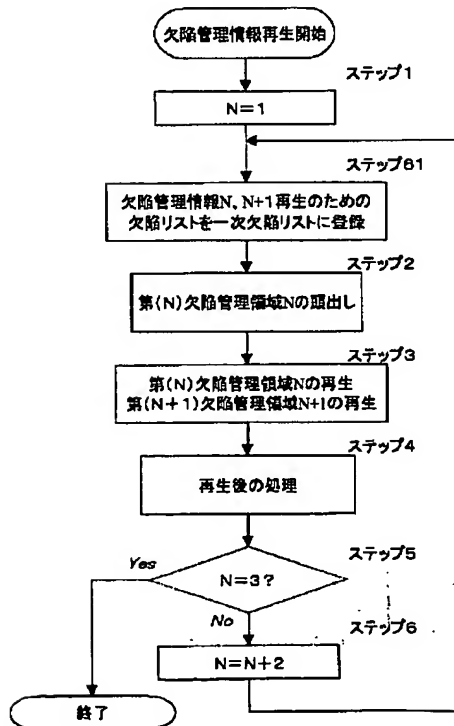 欠陥管理情報再生開始
ステップ1
N=1
ステップ61
欠陥管理情報N、N+1再生のための
欠陥リストを一次欠陥リストに登録
ステップ2
第(N)欠陥管理領域Nの頭出し
ステップ3
第(N)欠陥管理領域Nの再生
第(N+1)欠陥管理領域N+1の再生
ステップ4
再生後の処理
ステップ5
Yes
N=3?
No
ステップ6
N=N+2
終了